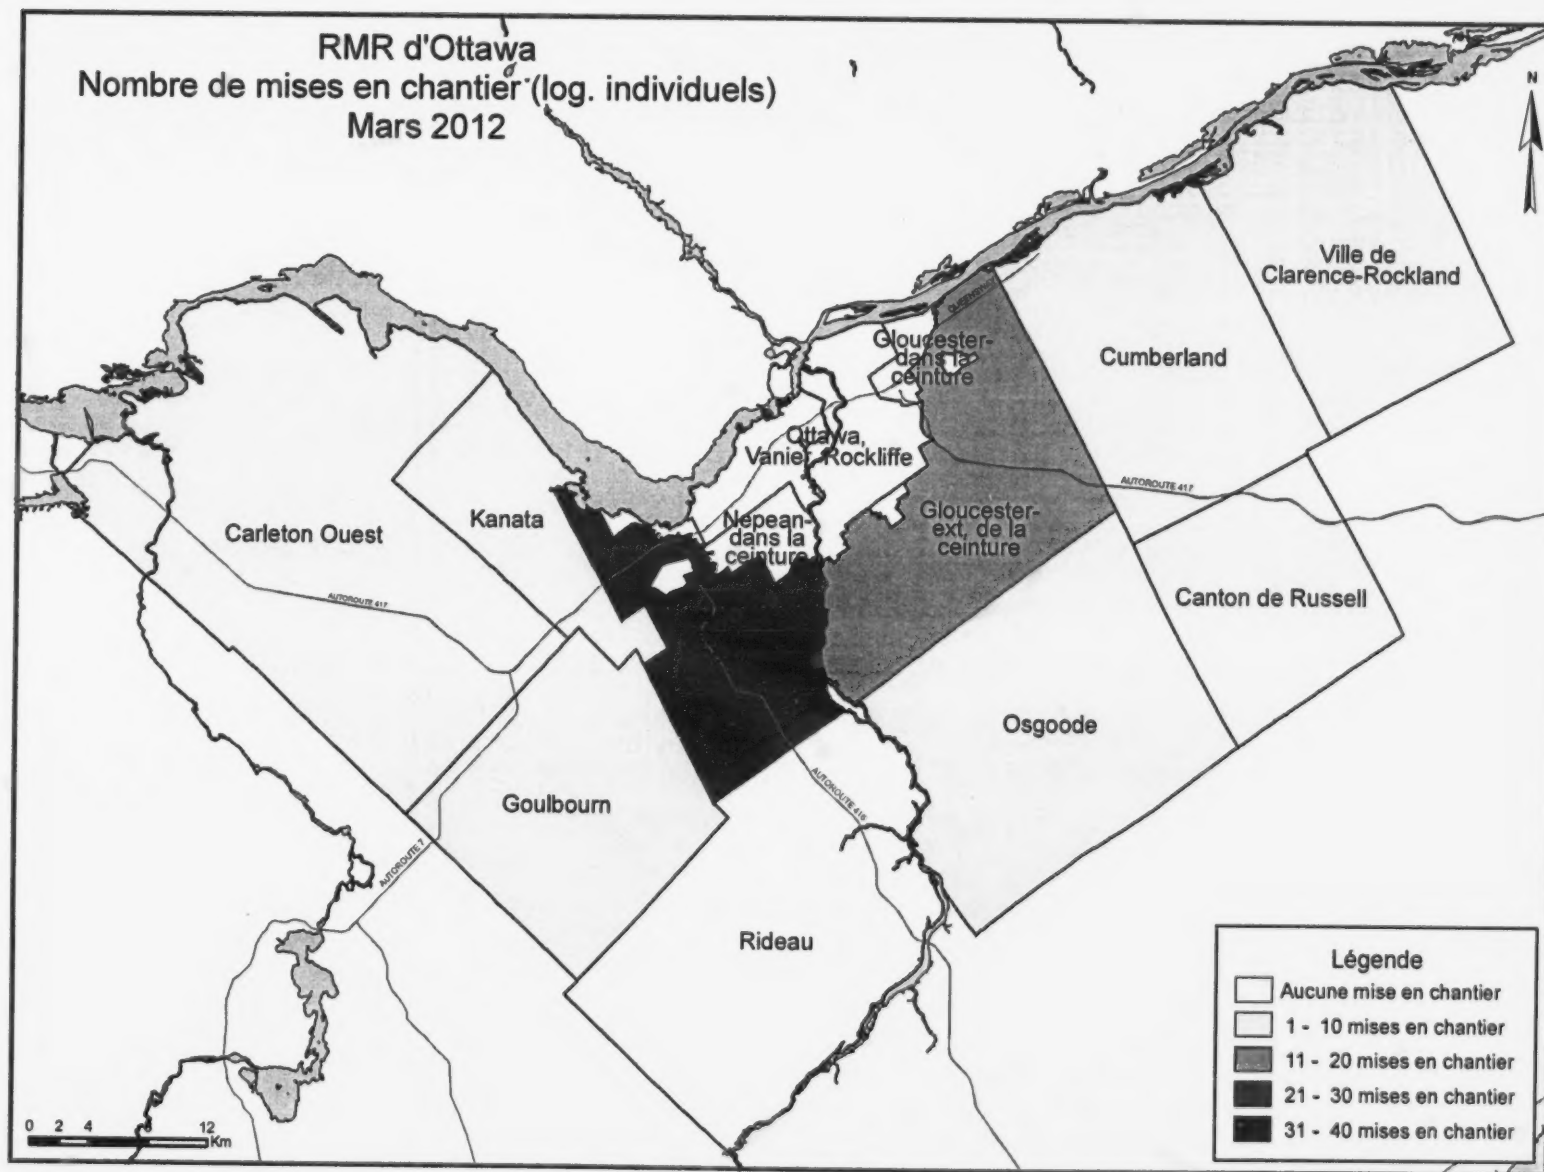 RMR d'Ottawa
Nombre de mises en chantier (log. individuels)
Mars 2012
N
Ville de
Clarence-Rockland
Cumberland
Gloucester-
dans la
ceinture
Ottawa,
Vanier, Rockliffe
AUTOROUTE 417
Kanata
Carleton Ouest
Nepean-
dans la
ceinture
Gloucester-
ext, de la
ceinture
AUTOROUTE 417
Canton de Russell
Osgoode
AUTOROUTE 416
Goulbourn
AUTOROUTE 7
Rideau
Légende
Aucune mise en chantier
1 - 10 mises en chantier
11 - 20 mises en chantier
21 - 30 mises en chantier
31 - 40 mises en chantier
0 2 4 8 12
Km